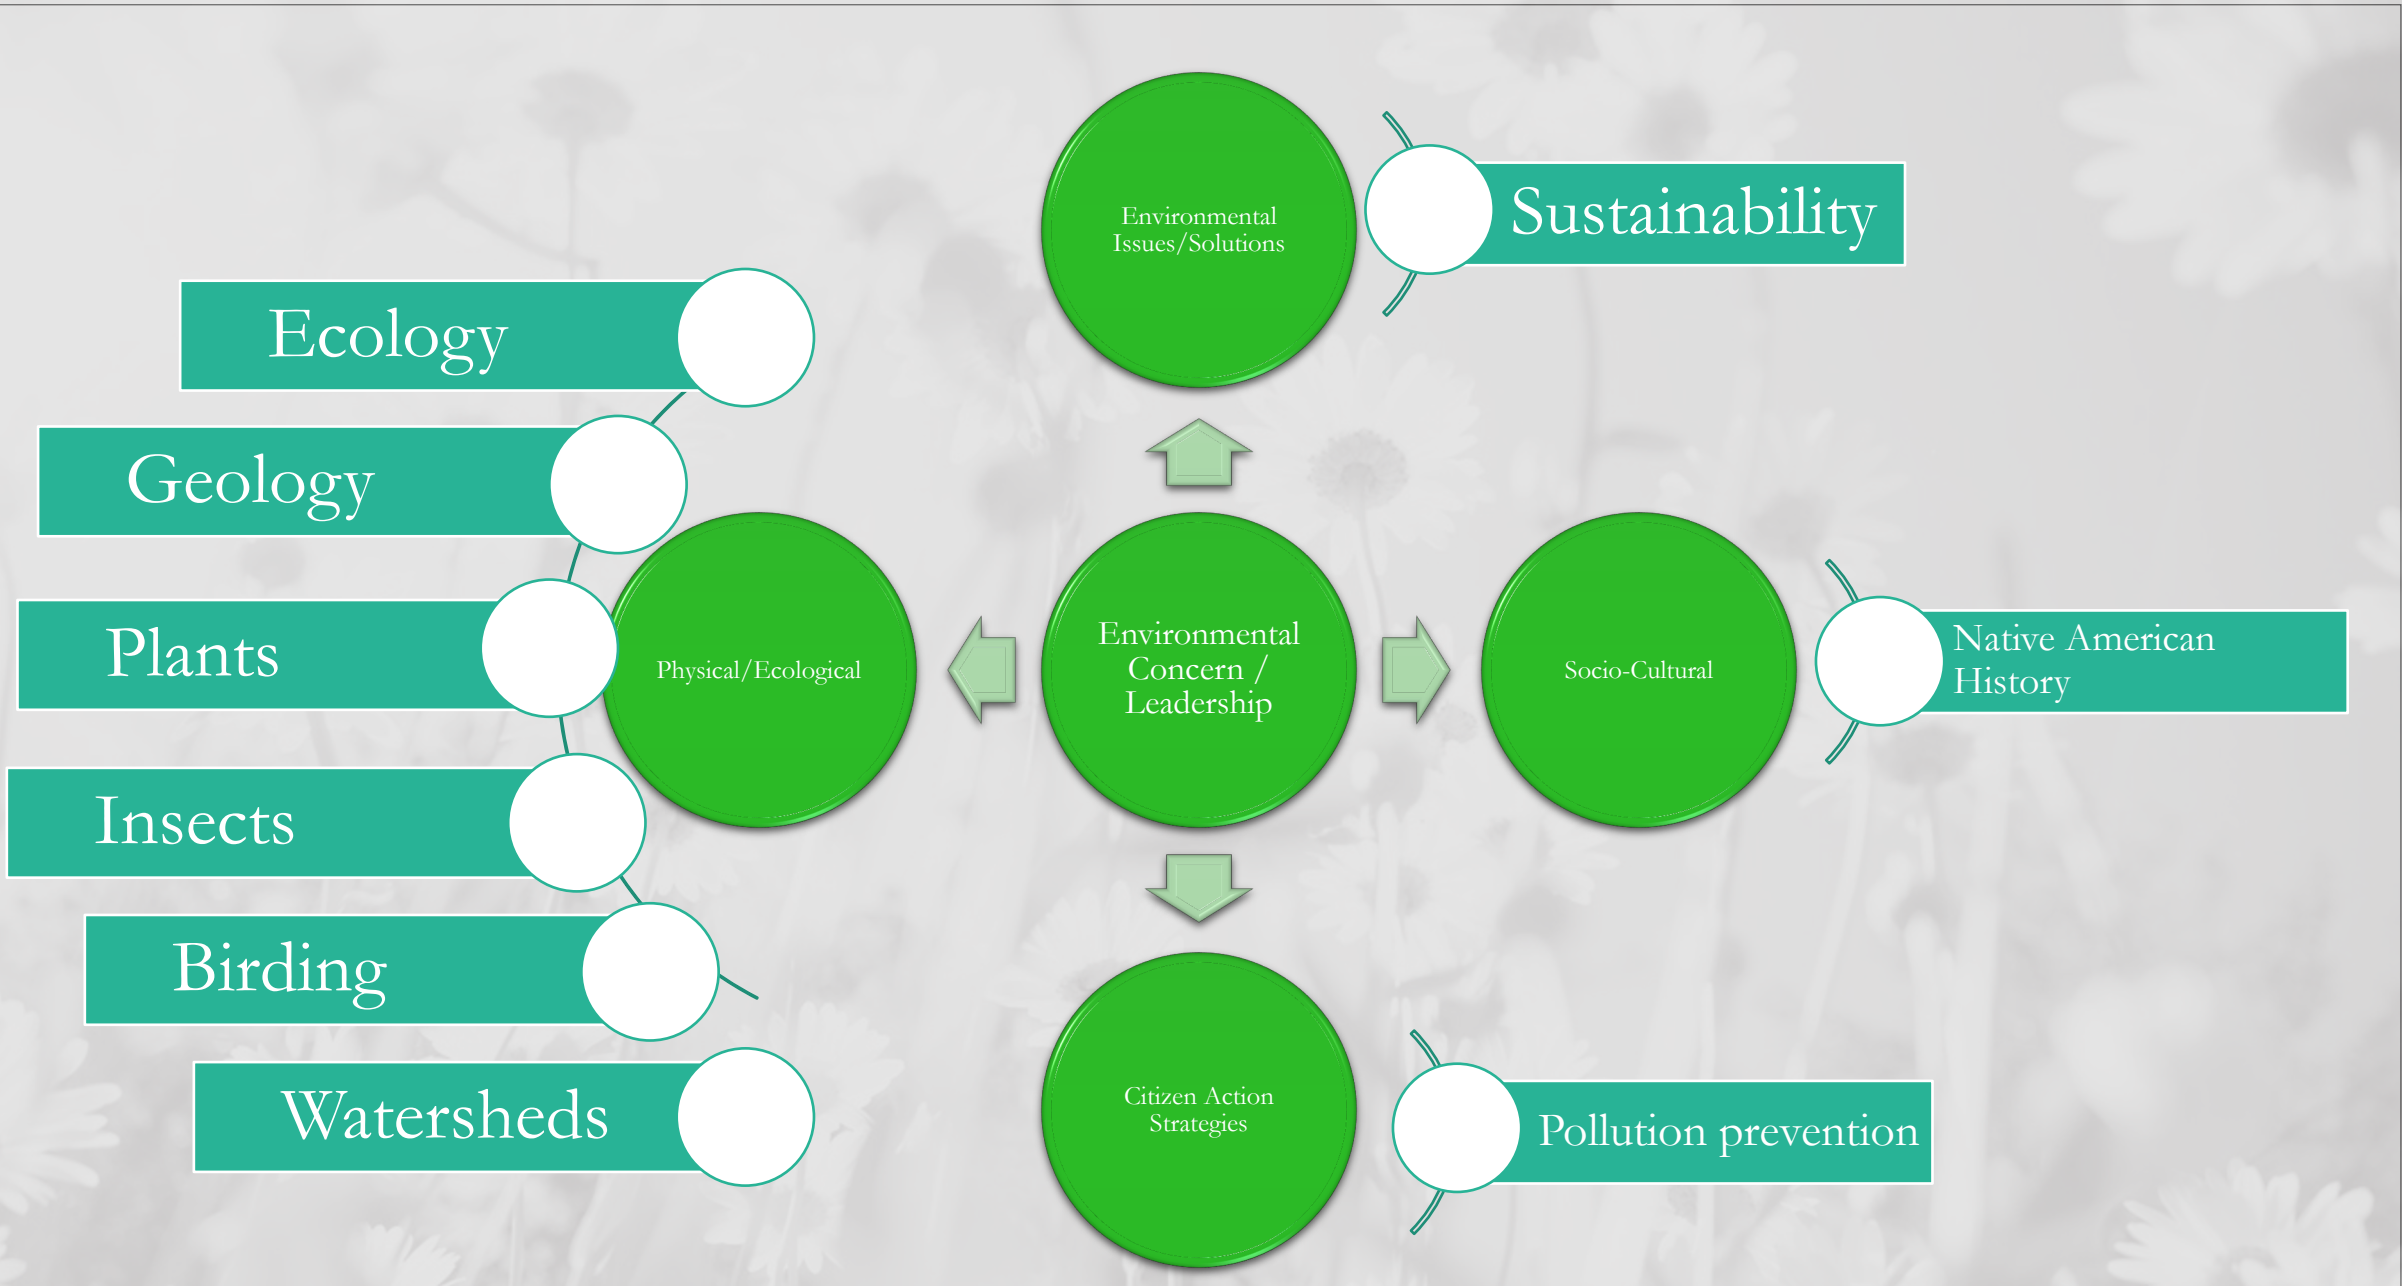 Environmental
Issues/Solutions
Sustainability
Ecology
Geology
Plants
Insects
Birding
Watersheds
Physical/Ecological
Environmental
Concern /
Leadership
Socio-Cultural
Native American
History
Citizen Action
Strategies
Pollution prevention